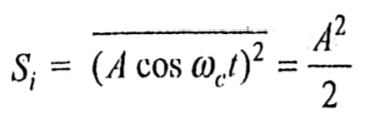 $S_i = \overline{(A \cos \omega_c t)^2} = \frac{A^2}{2}$